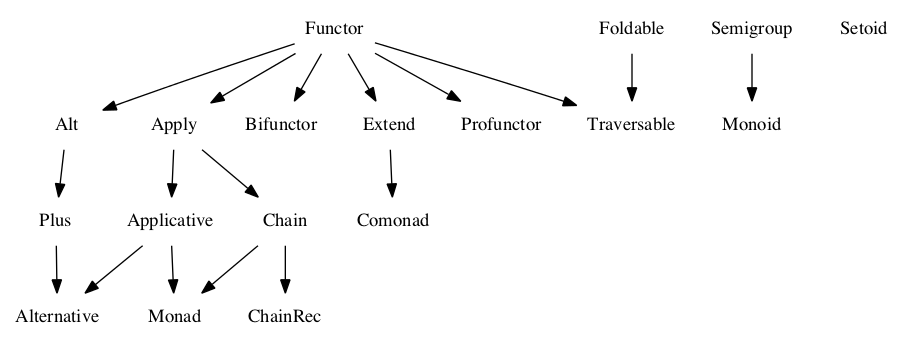 Functor Foldable Semigroup Setoid
Alt Apply Bifunctor Extend Profunctor Traversable Monoid
Plus Applicative Chain Comonad
Alternative Monad ChainRec